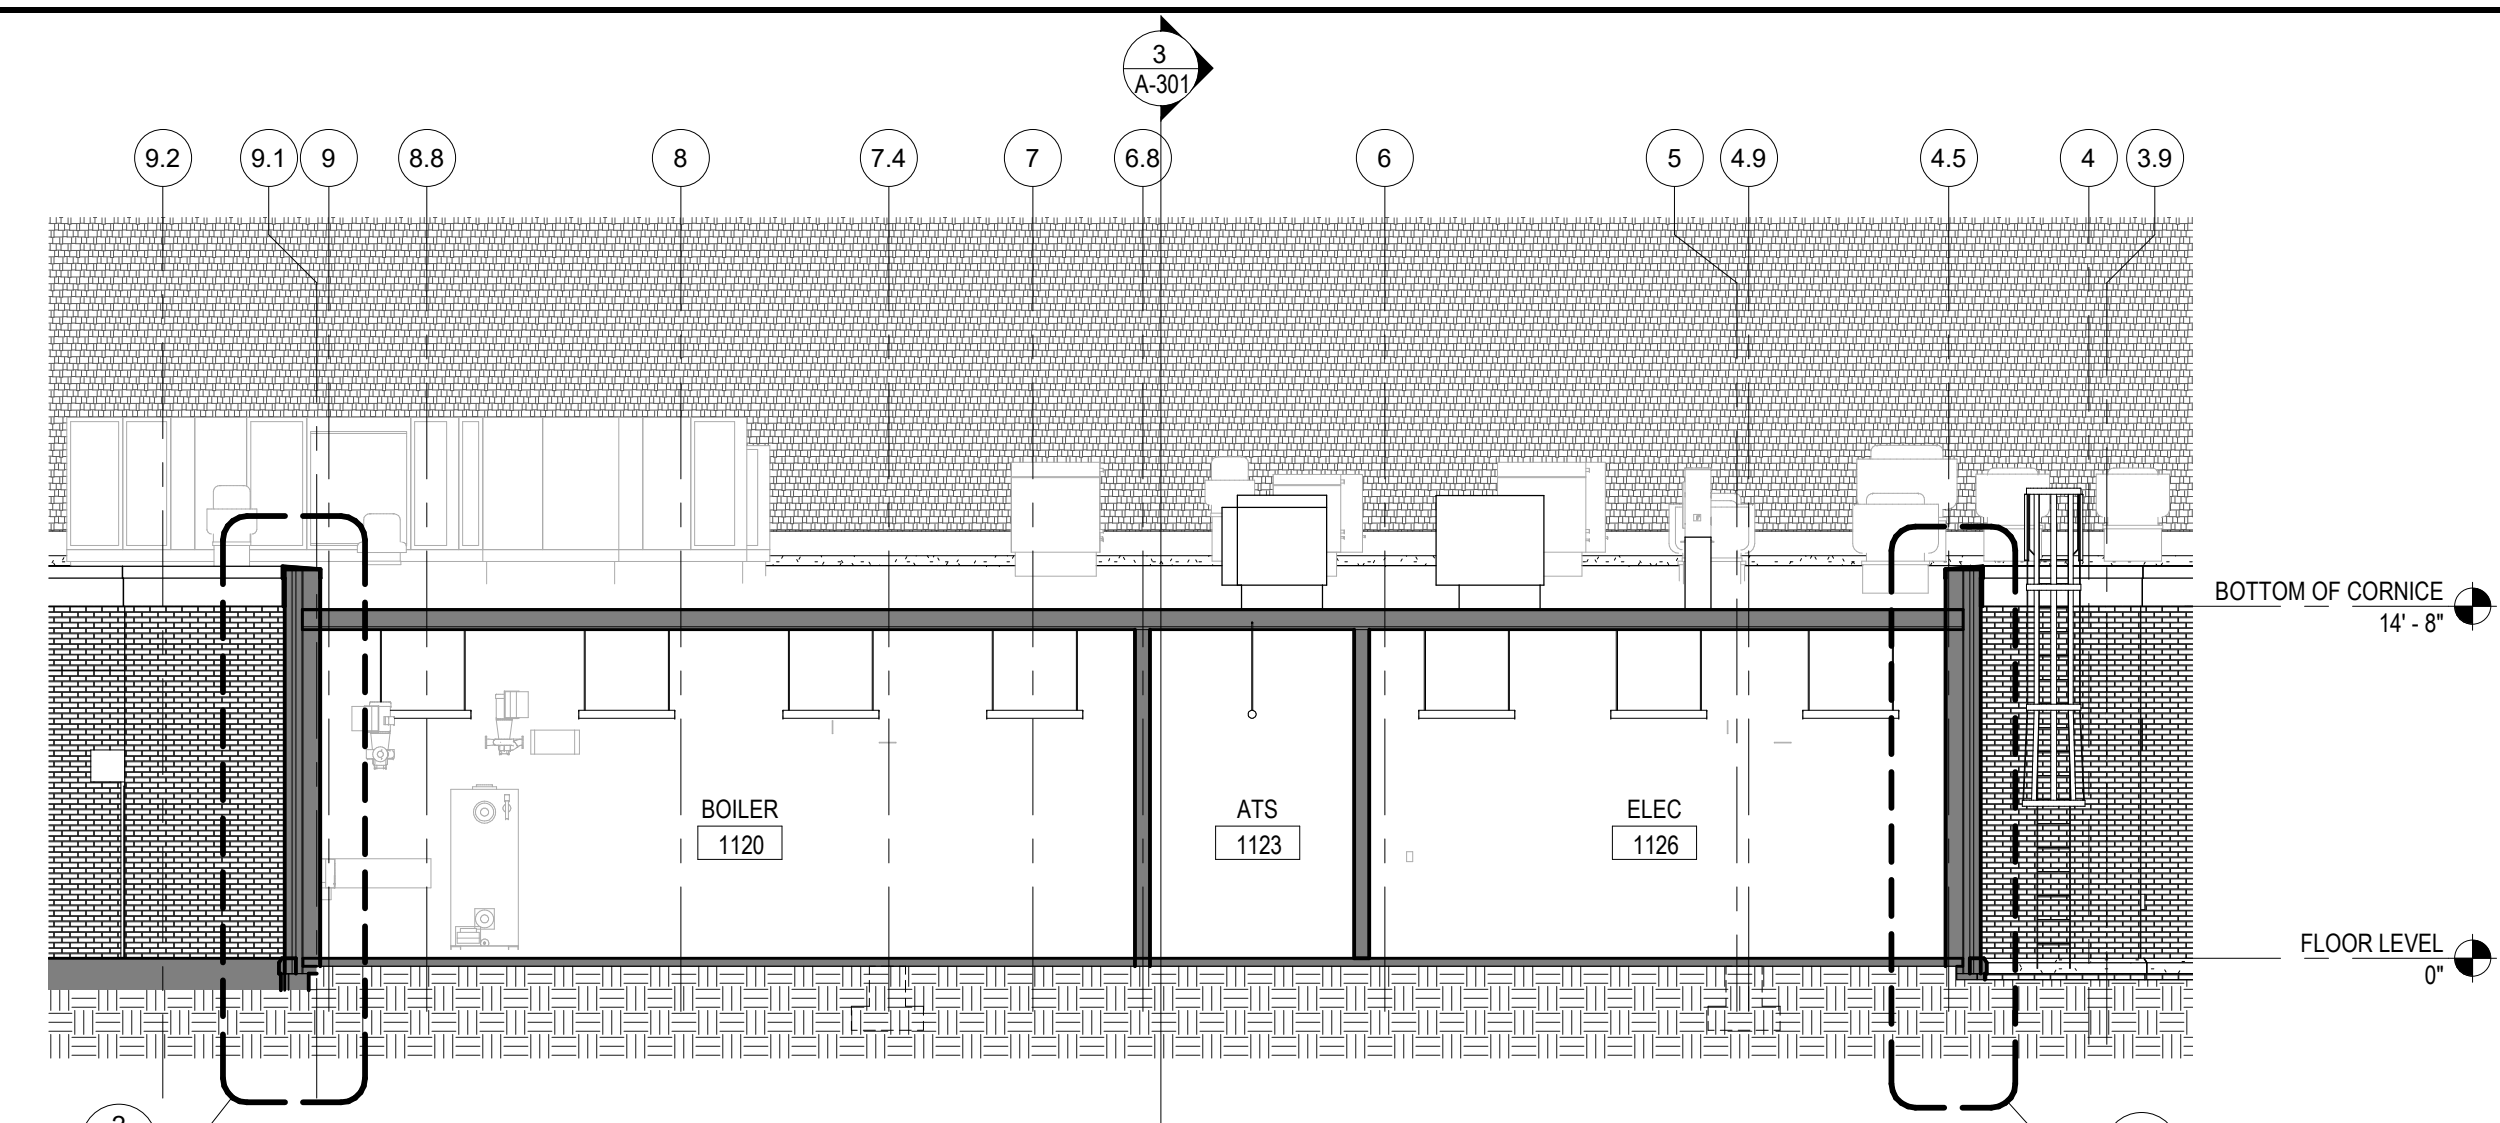 3
A-301
9.2
9.1
9
8.8
8
7.4
7
6.8
6
5
4.9
4.5
4
3.9
BOTTOM OF CORNICE
14' - 8"
BOILER
1120
ATS
1123
ELEC
1126
FLOOR LEVEL
0"